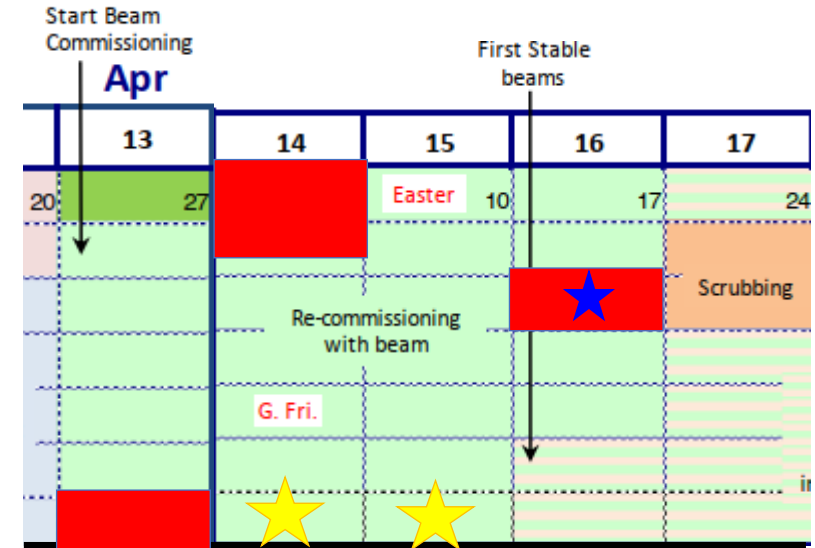 Start Beam
Commissioning
First Stable
beams
Apr
13 14 15 16 17
20 27 Easter 10 17 24
Scrubbing
Re-commissioning
with beam
G. Fri.